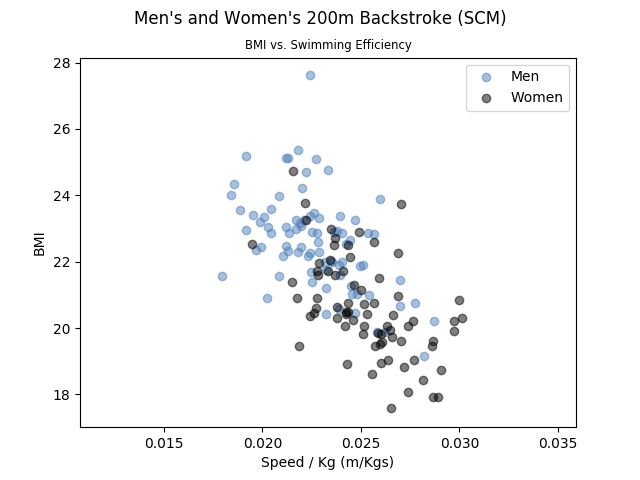 Men's and Women's 200m Backstroke (SCM)
BMI vs. Swimming Efficiency
28
26
24
22
20
18
BMI
Men
Women
0.015
0.020
0.025
0.030
0.035
Speed / Kg (m/Kgs)